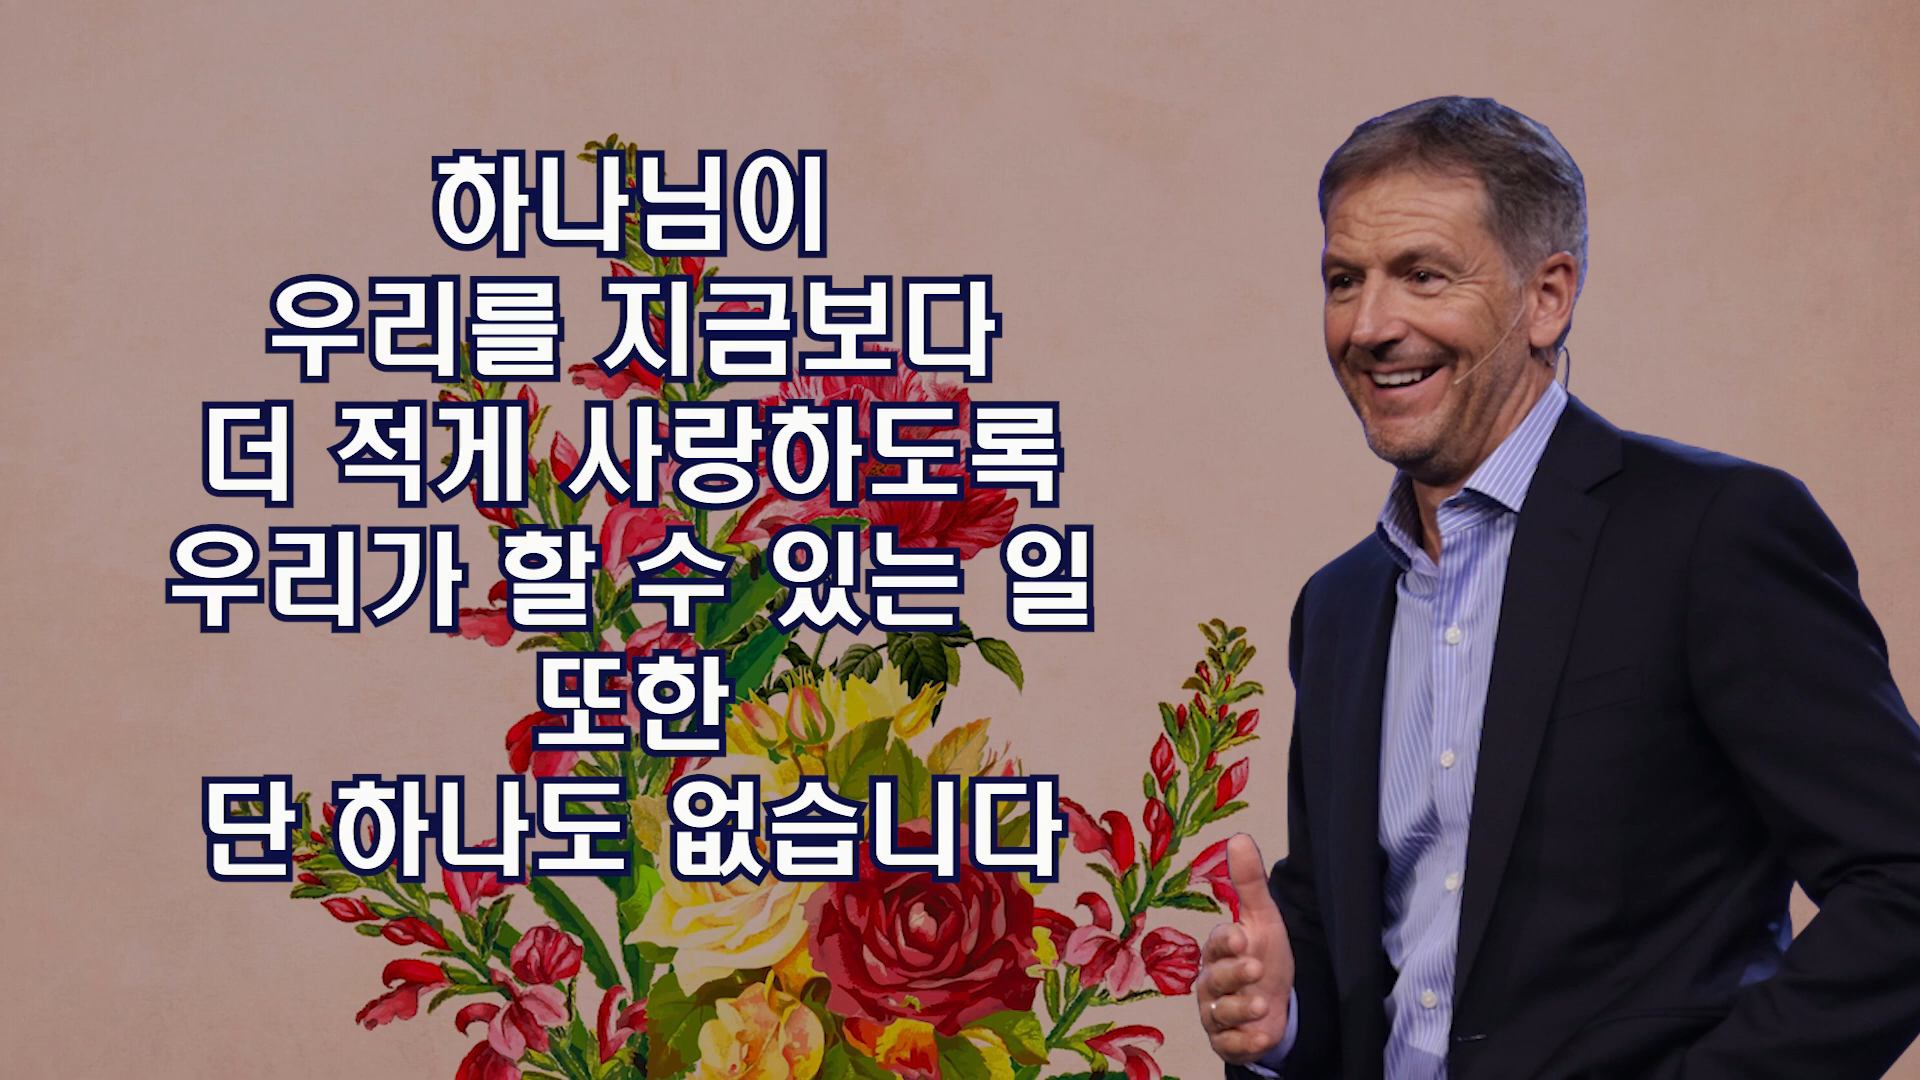 하나님이
우리를 지금보다
더 적게 사랑하도록
우리가 할 수 있는 일
또한
단 하나도 없습니다